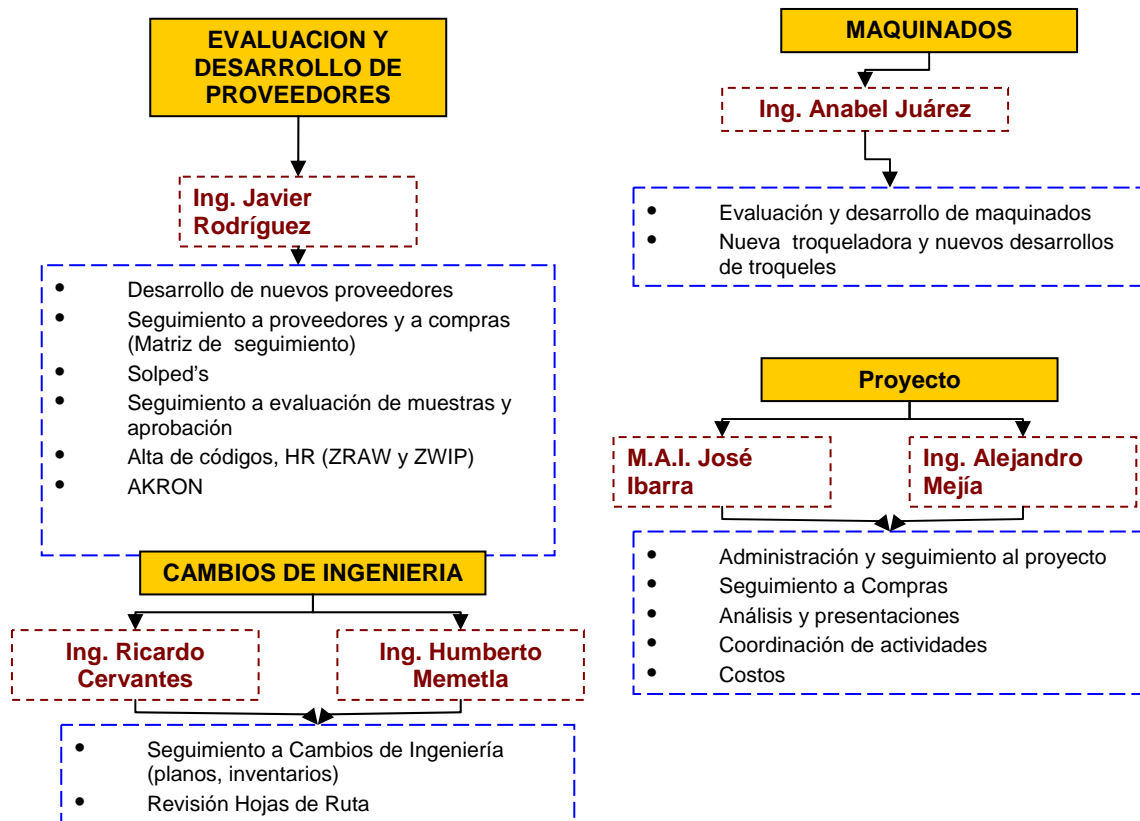 EVALUACION Y
DESARROLLO DE
PROVEEDORES
Ing. Javier
Rodríguez
• Desarrollo de nuevos proveedores
• Seguimiento a proveedores y a compras
(Matriz de seguimiento)
• Solped's
• Seguimiento a evaluación de muestras y
aprobación
• Alta de códigos, HR (ZRAW y ZWIP)
• AKRON
CAMBIOS DE INGENIERIA
Ing. Ricardo
Cervantes
Ing. Humberto
Memetla
• Seguimiento a Cambios de Ingeniería
(planos, inventarios)
• Revisión Hojas de Ruta
MAQUINADOS
Ing. Anabel Juárez
• Evaluación y desarrollo de maquinados
• Nueva troqueladora y nuevos desarrollos
de troqueles
Proyecto
M.A.I. José
Ibarra
Ing. Alejandro
Mejía
• Administración y seguimiento al proyecto
• Seguimiento a Compras
• Análisis y presentaciones
• Coordinación de actividades
• Costos